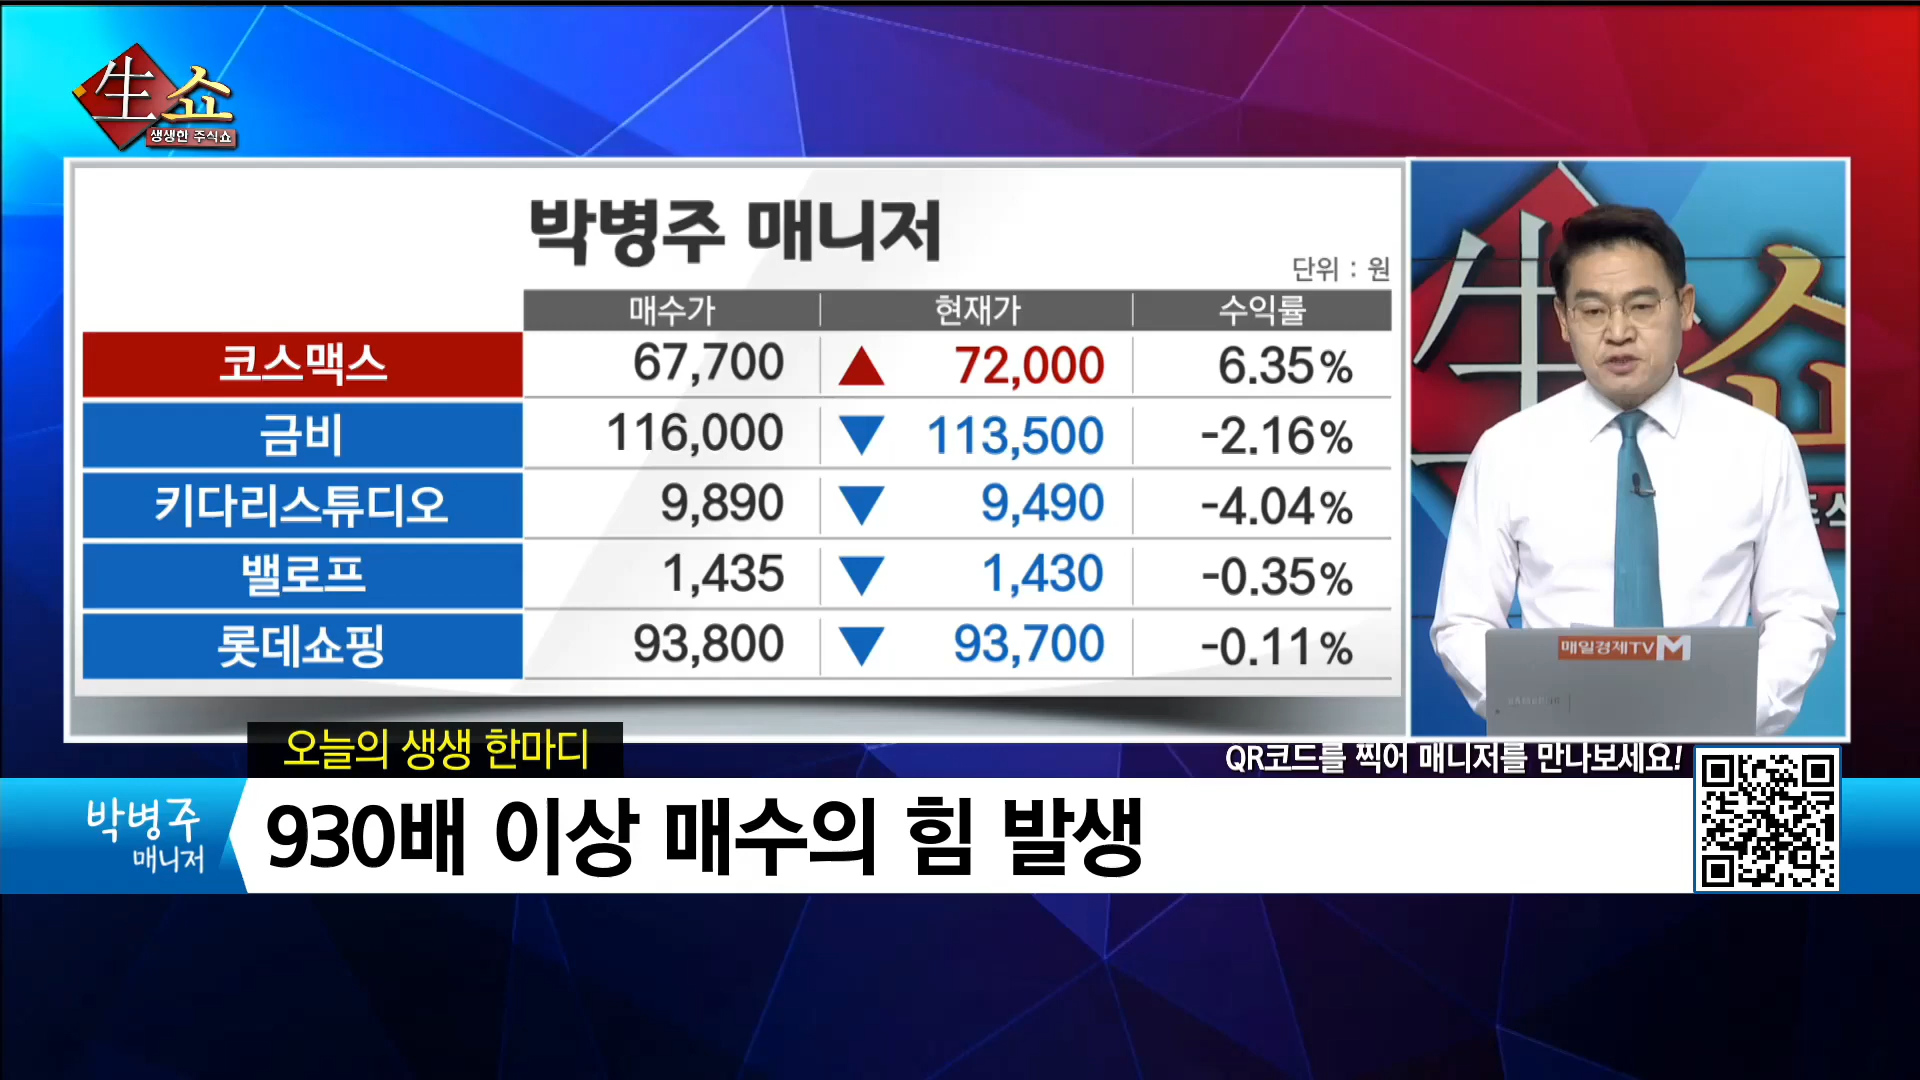 生쇼
생생한 주식쇼
박병주 매니저
단위 : 원
매수가 현재가 수익률
코스맥스 67,700 ▲ 72,000 6.35%
금비 116,000 ▼ 113,500 -2.16%
키다리스튜디오 9,890 ▼ 9,490 -4.04%
밸로프 1,435 ▼ 1,430 -0.35%
롯데쇼핑 93,800 ▼ 93,700 -0.11%
生쇼
매일경제TV M
오늘의 생생 한마디
QR코드를 찍어 매니저를 만나보세요!
박병주
매니저
930배 이상 매수의 힘 발생